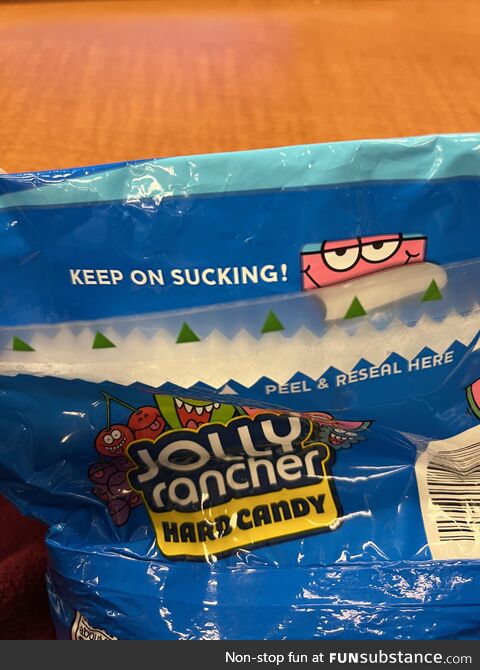 KEEP ON SUCKING!
PEEL & RESEAL HERE
JOLLY
rancher
HARD CANDY
Non-stop fun at FUNsubstance.com